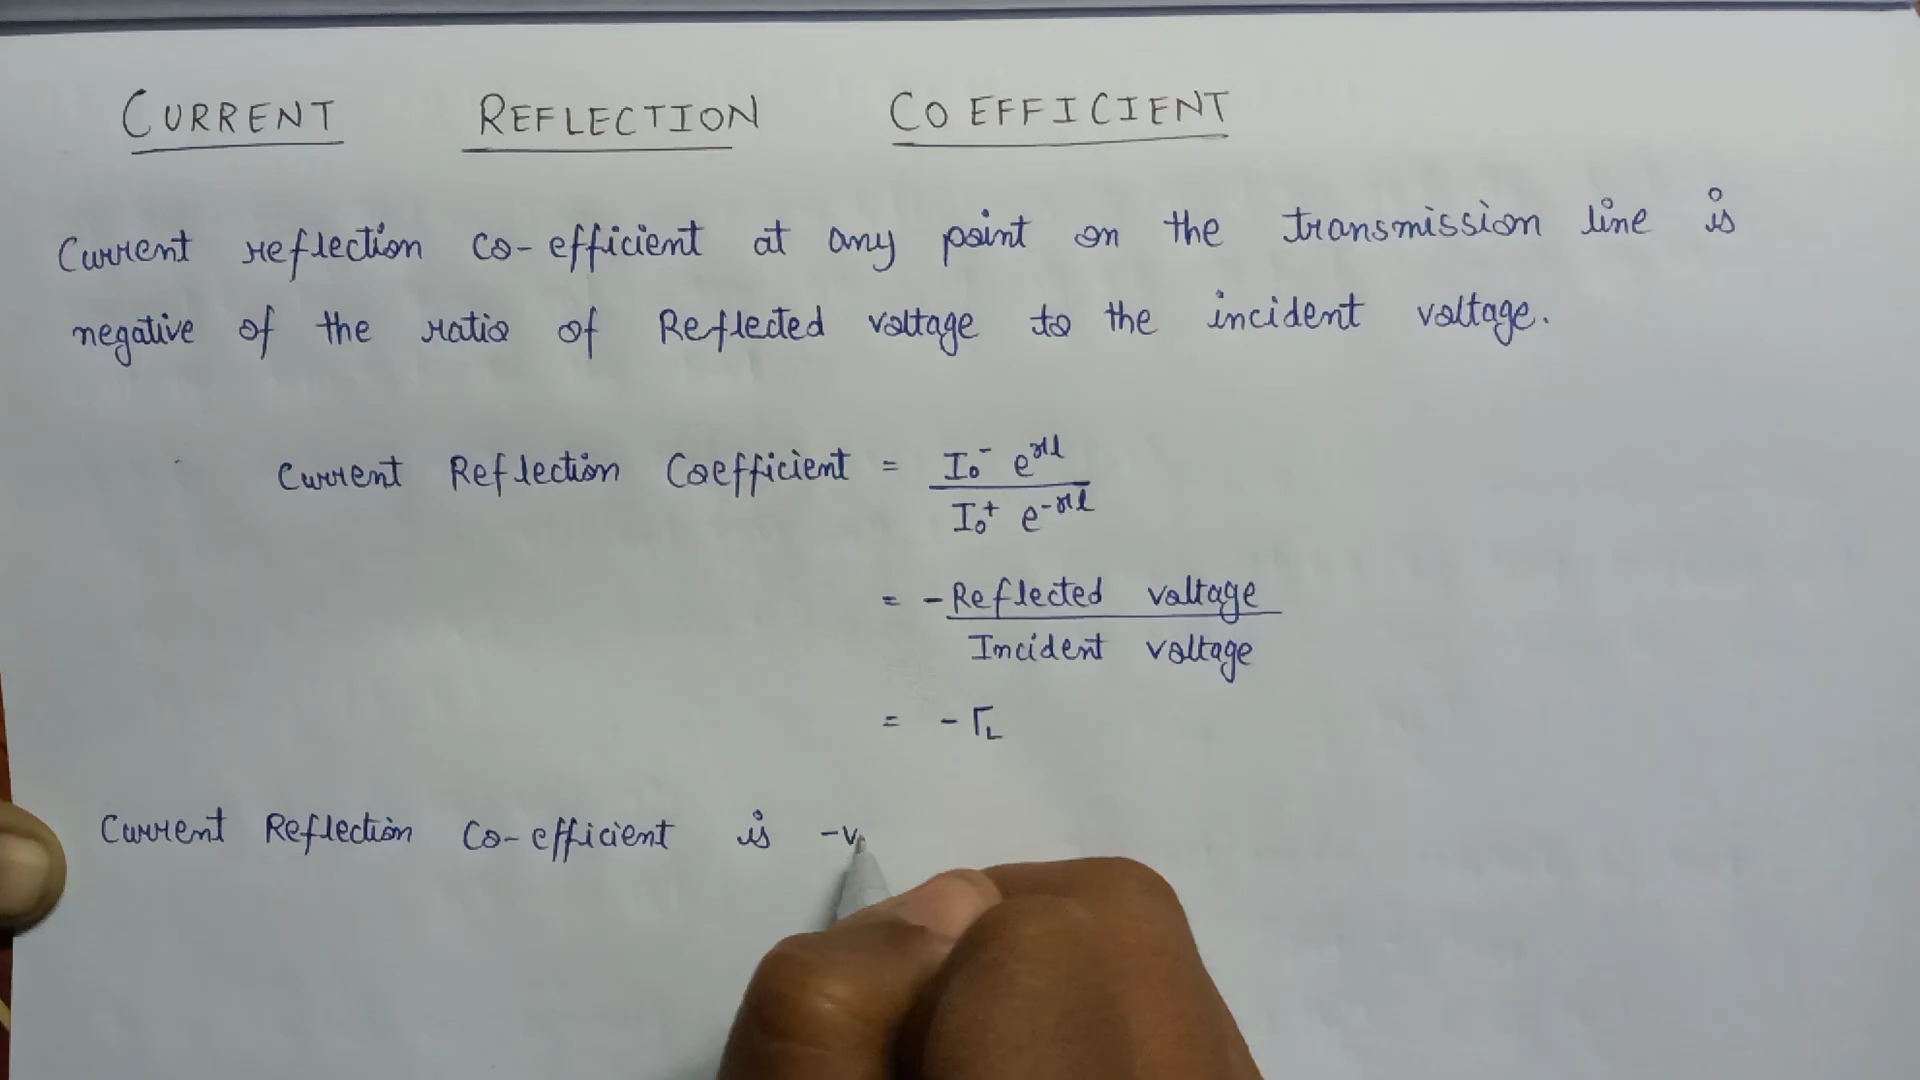 CURRENT REFLECTION COEFFICIENT
Current reflection co-efficient at any point on the transmission line is
negative of the ratio of Reflected voltage to the incident voltage.
Current Reflection Coefficient = I₀⁻ e^γl / I₀⁺ e^-γl
= - Reflected voltage / Incident voltage
= - Γ_L
Current Reflection Co-efficient is -v